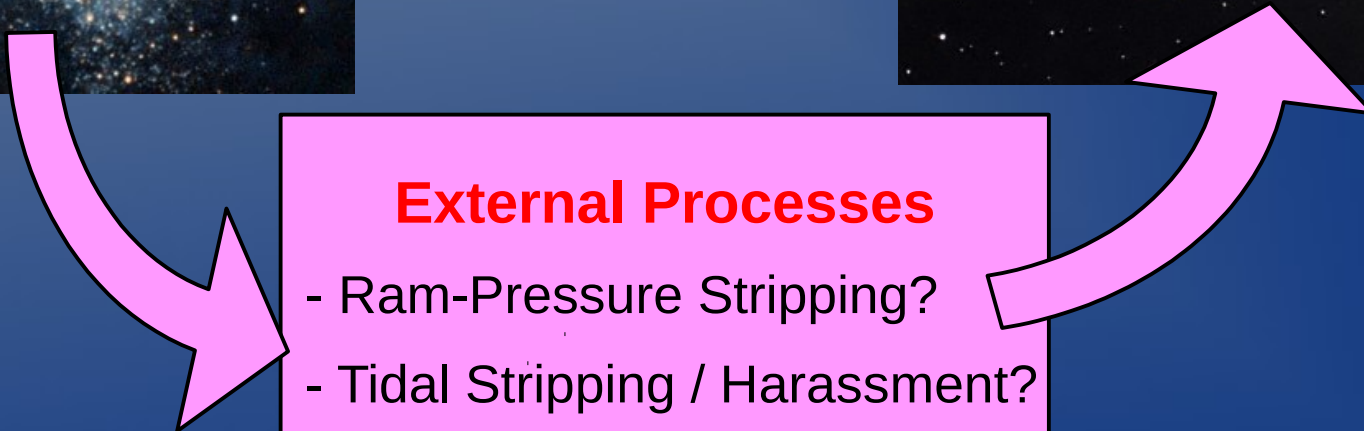 External Processes
- Ram-Pressure Stripping?
- Tidal Stripping / Harassment?